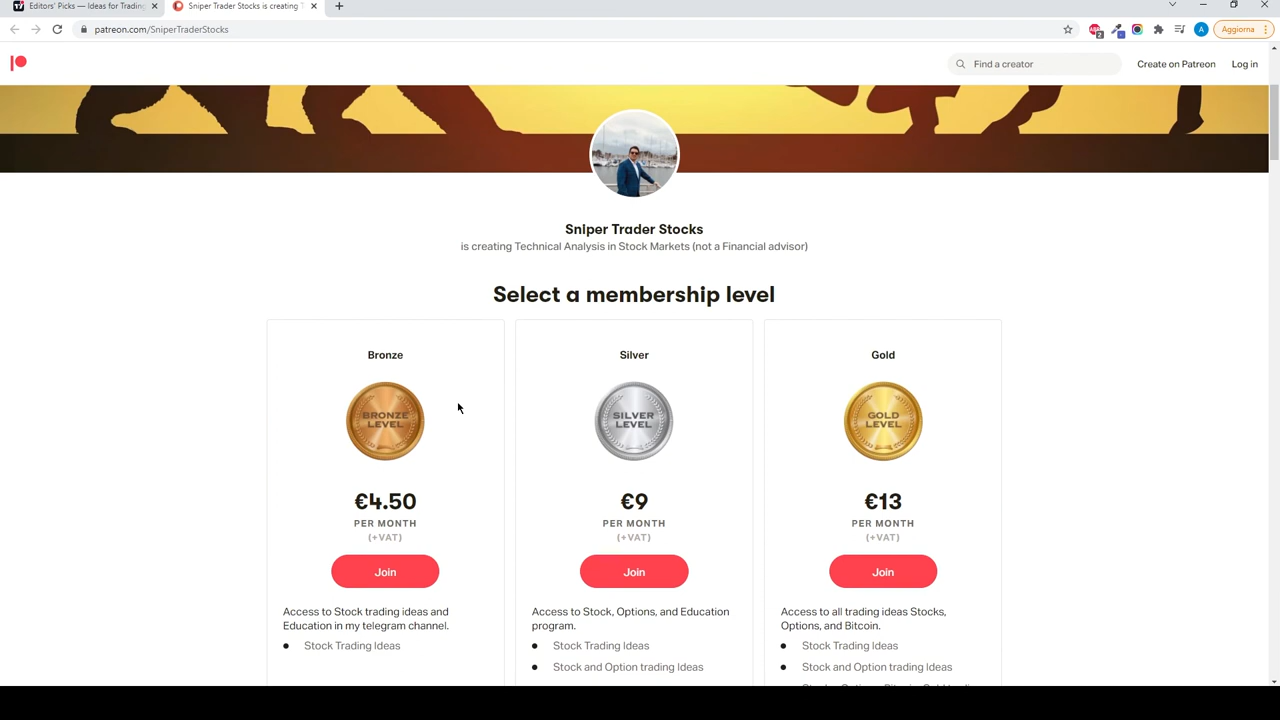 Editors' Picks — Ideas for Trading
Sniper Trader Stocks is creating T
patreon.com/SniperTraderStocks
2
A
Aggiorna
Find a creator
Create on Patreon
Log in
Sniper Trader Stocks
is creating Technical Analysis in Stock Markets (not a Financial advisor)
Select a membership level
Bronze
BRONZE
LEVEL
€4.50
PER MONTH
(+VAT)
Join
Access to Stock trading ideas and
Education in my telegram channel.
Stock Trading Ideas
Silver
SILVER
LEVEL
€9
PER MONTH
(+VAT)
Join
Access to Stock, Options, and Education
program.
Stock Trading Ideas
Stock and Option trading Ideas
Gold
GOLD
LEVEL
€13
PER MONTH
(+VAT)
Join
Access to all trading ideas Stocks,
Options, and Bitcoin.
Stock Trading Ideas
Stock and Option trading Ideas